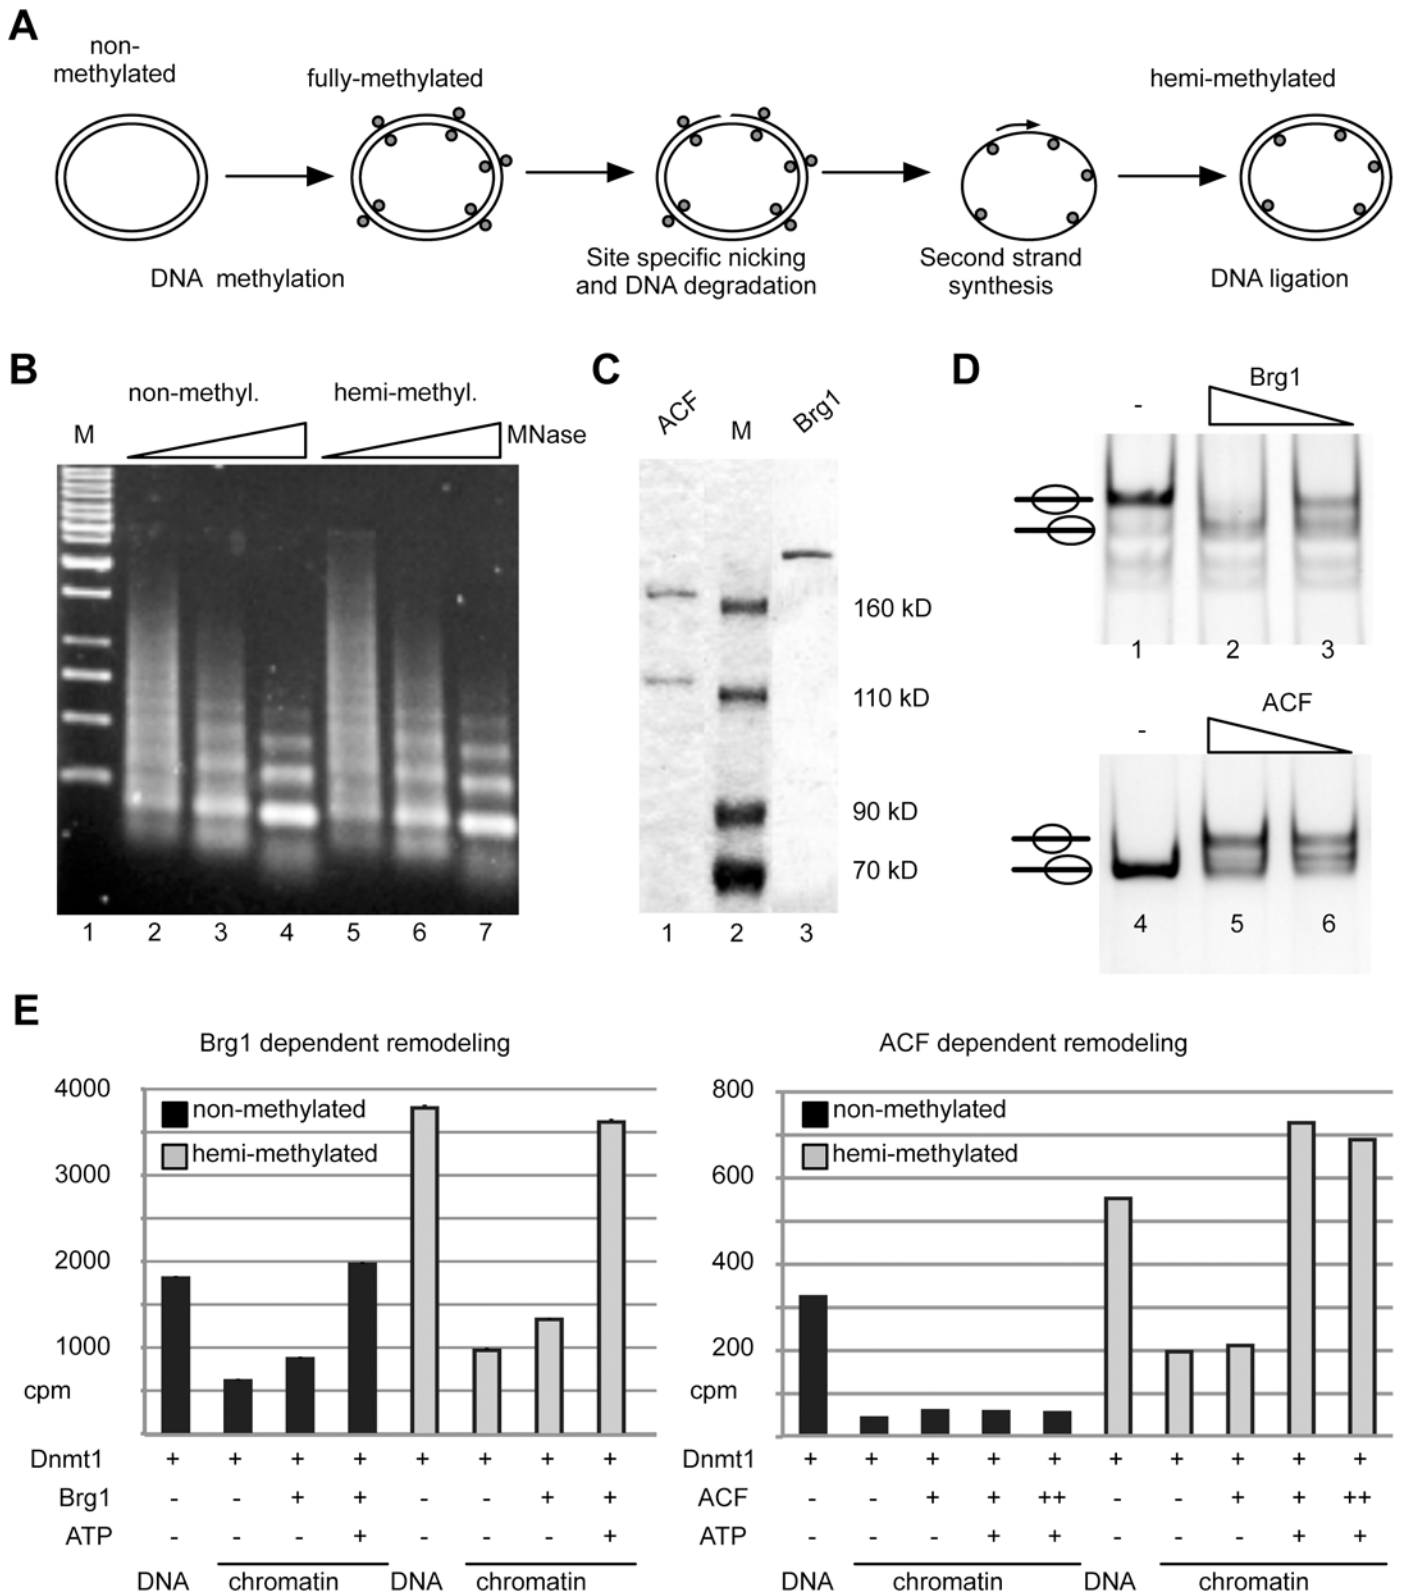 A
non-
methylated
fully-methylated
hemi-methylated
DNA methylation
Site specific nicking
and DNA degradation
Second strand
synthesis
DNA ligation
B
non-methyl.
hemi-methyl.
M
MNase
1 2 3 4 5 6 7
C
ACF
M
Brg1
160 kD
110 kD
90 kD
70 kD
1 2 3
D
Brg1
-
1 2 3
ACF
-
4 5 6
E
Brg1 dependent remodeling
4000
3000
2000
1000
cpm
non-methylated
hemi-methylated
Dnmt1 + + + + + + + +
Brg1 - - + + - - + +
ATP - - - + - - - +
DNA chromatin DNA chromatin
ACF dependent remodeling
800
600
400
200
cpm
non-methylated
hemi-methylated
Dnmt1 + + + + + + + + + +
ACF - - + + ++ - - + + ++
ATP - - - + + - - - + +
DNA chromatin DNA chromatin